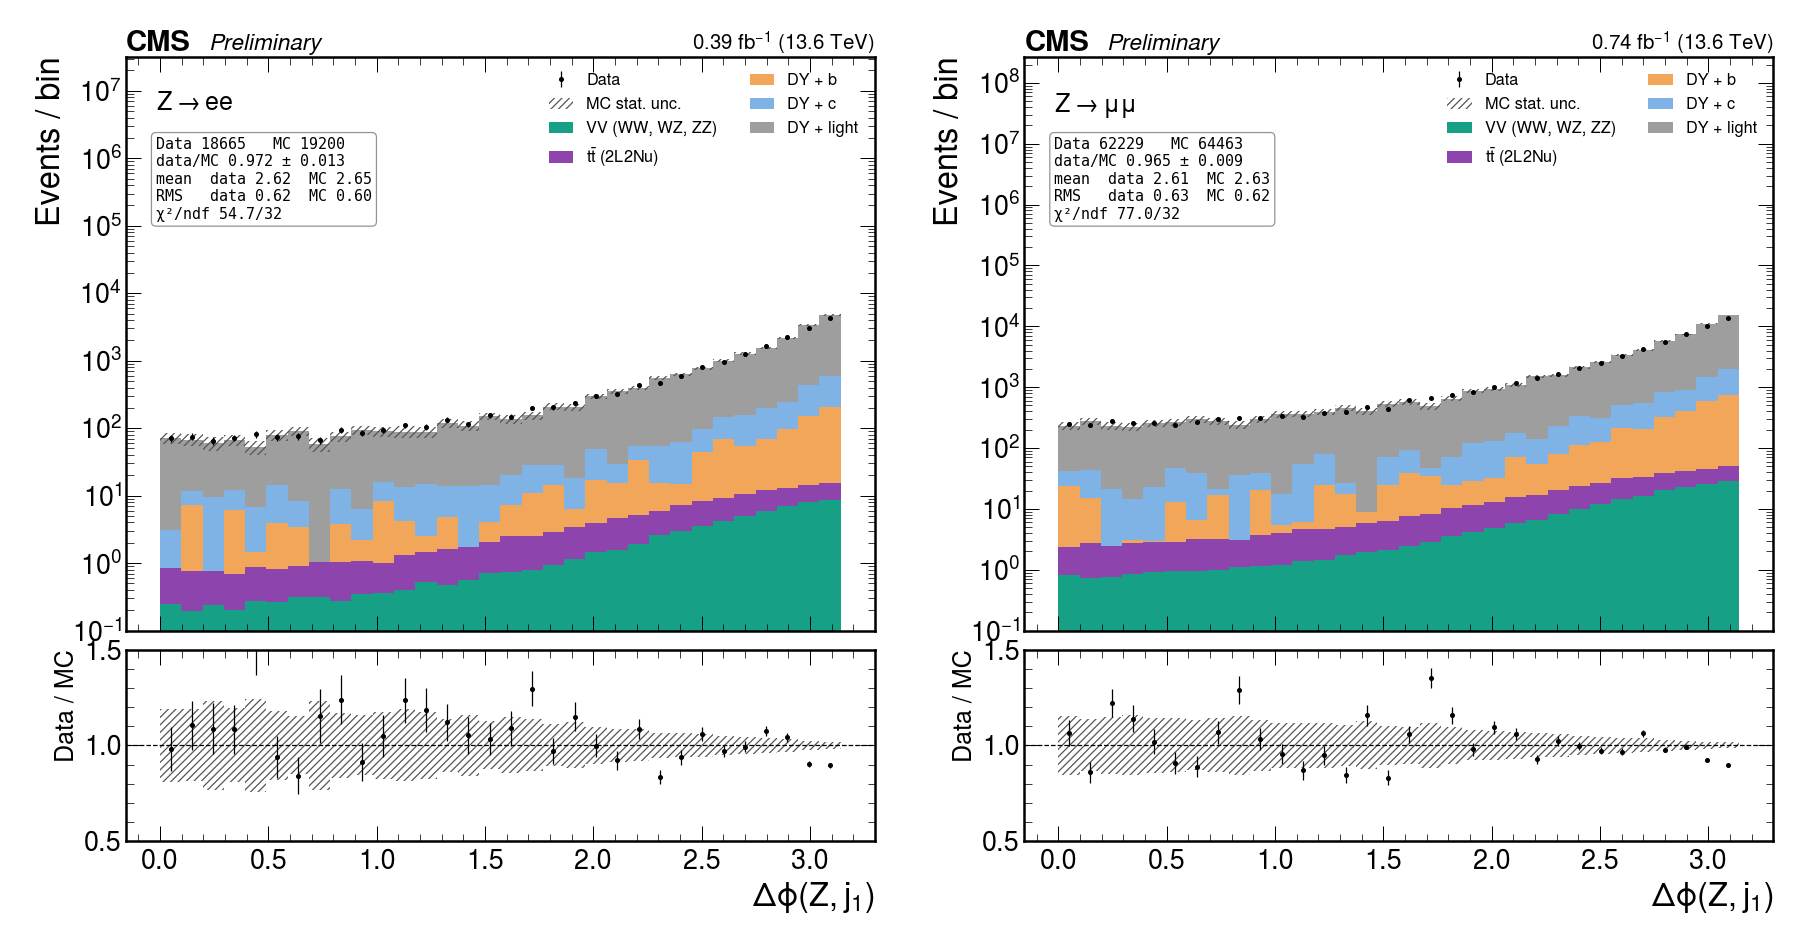 CMS Preliminary 0.39 fb⁻¹ (13.6 TeV)
Events / bin
10⁷
10⁶
10⁵
10⁴
10³
10²
10¹
10⁰
10⁻¹
Z→ee
Data 18665 MC 19200
data/MC 0.972 ± 0.013
mean data 2.62 MC 2.65
RMS data 0.62 MC 0.60
χ²/ndf 54.7/32
Data
MC stat. unc.
VV (WW, WZ, ZZ)
tt̄ (2L2Nu)
DY + b
DY + c
DY + light
Data / MC
1.5
1.0
0.5
0.0 0.5 1.0 1.5 2.0 2.5 3.0
Δϕ(Z, j₁)
CMS Preliminary 0.74 fb⁻¹ (13.6 TeV)
Events / bin
10⁸
10⁷
10⁶
10⁵
10⁴
10³
10²
10¹
10⁰
10⁻¹
Z→μμ
Data 62229 MC 64463
data/MC 0.965 ± 0.009
mean data 2.61 MC 2.63
RMS data 0.63 MC 0.62
χ²/ndf 77.0/32
Data
MC stat. unc.
VV (WW, WZ, ZZ)
tt̄ (2L2Nu)
DY + b
DY + c
DY + light
Data / MC
1.5
1.0
0.5
0.0 0.5 1.0 1.5 2.0 2.5 3.0
Δϕ(Z, j₁)